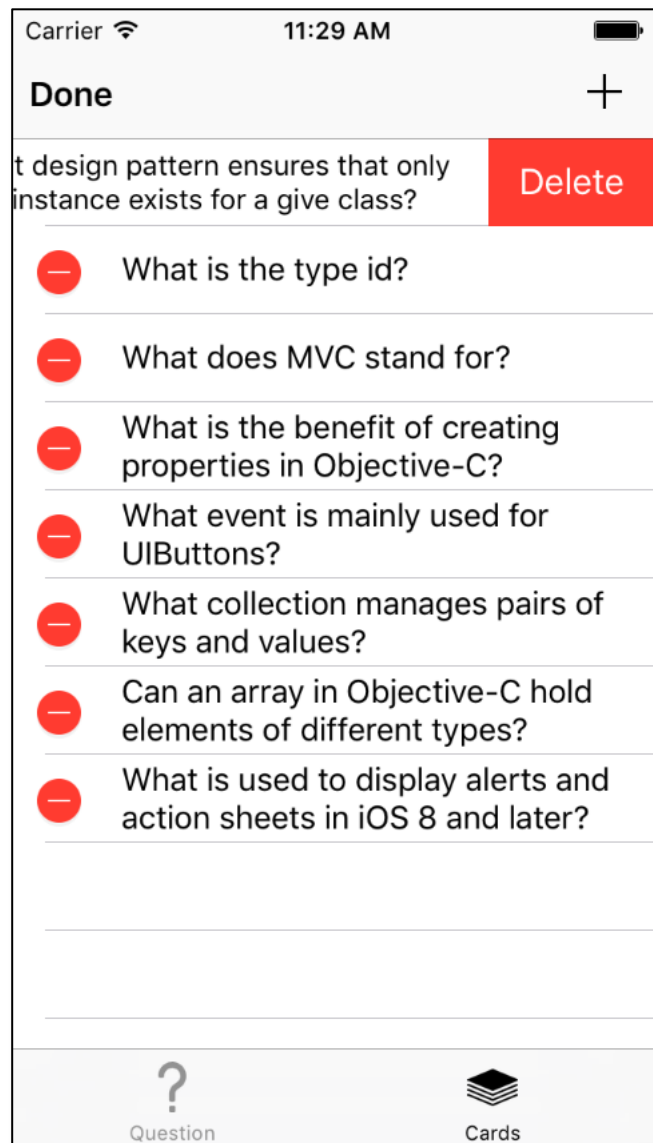 Carrier
11:29 AM
Done
+
t design pattern ensures that only
instance exists for a give class?
Delete
What is the type id?
What does MVC stand for?
What is the benefit of creating
properties in Objective-C?
What event is mainly used for
UIButtons?
What collection manages pairs of
keys and values?
Can an array in Objective-C hold
elements of different types?
What is used to display alerts and
action sheets in iOS 8 and later?
?
Question
Cards